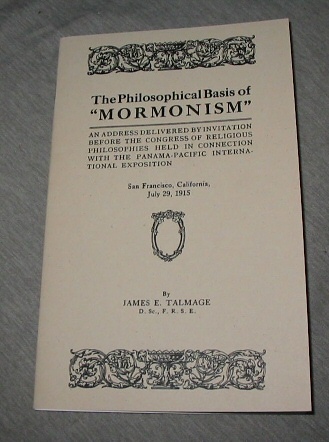 The Philosophical Basis of
"MORMONISM"
AN ADDRESS DELIVERED BY INVITATION
BEFORE THE CONGRESS OF RELIGIOUS
PHILOSOPHIES HELD IN CONNECTION
WITH THE PANAMA-PACIFIC INTERNA-
TIONAL EXPOSITION
San Francisco, California,
July 29, 1915
By
JAMES E. TALMAGE
D. Sc., F. R. S. E.